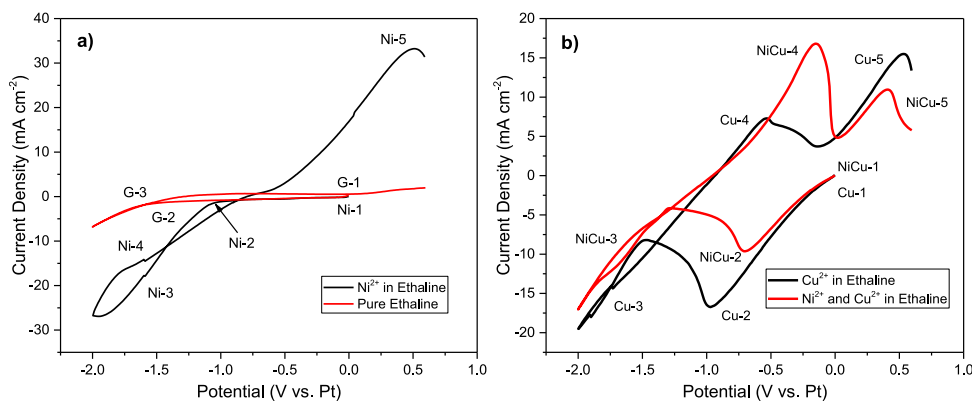 a)
40
30
20
10
0
-10
-20
-30
-2.0
-1.5
-1.0
-0.5
0.0
0.5
1.0
Current Density (mA cm⁻²)
Potential (V vs. Pt)
Ni-5
G-3
G-1
G-2
Ni-1
Ni-2
Ni-4
Ni-3
Ni²⁺ in Ethaline
Pure Ethaline
b)
20
15
10
5
0
-5
-10
-15
-20
-2.0
-1.5
-1.0
-0.5
0.0
0.5
1.0
Current Density (mA cm⁻²)
Potential (V vs. Pt)
NiCu-4
Cu-5
NiCu-5
Cu-4
NiCu-1
Cu-1
NiCu-3
NiCu-2
Cu-3
Cu-2
Cu²⁺ in Ethaline
Ni²⁺ and Cu²⁺ in Ethaline